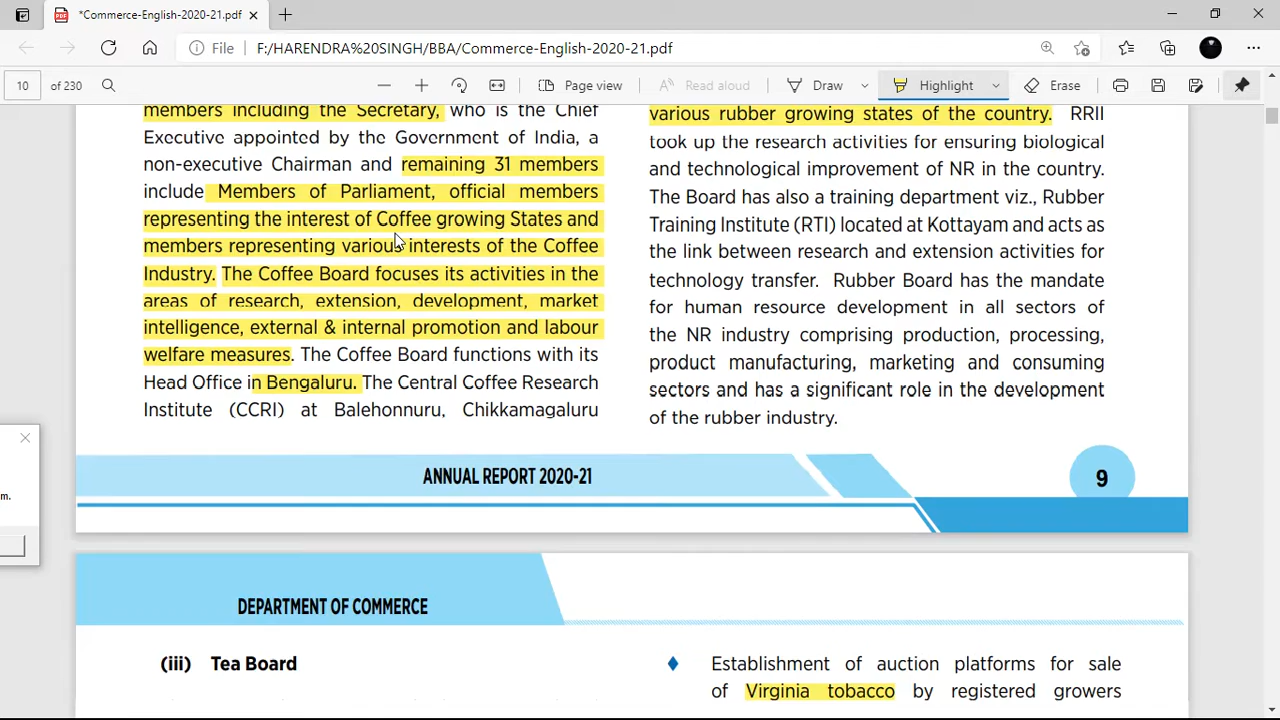 *Commerce-English-2020-21.pdf
File F:/HARENDRA%20SINGH/BBA/Commerce-English-2020-21.pdf
10 of 230 Page view Read aloud Draw Highlight Erase
members including the Secretary, who is the Chief
Executive appointed by the Government of India, a
non-executive Chairman and remaining 31 members
include Members of Parliament, official members
representing the interest of Coffee growing States and
members representing various interests of the Coffee
Industry. The Coffee Board focuses its activities in the
areas of research, extension, development, market
intelligence, external & internal promotion and labour
welfare measures. The Coffee Board functions with its
Head Office in Bengaluru. The Central Coffee Research
Institute (CCRI) at Balehonnuru, Chikkamagaluru
various rubber growing states of the country. RRII
took up the research activities for ensuring biological
and technological improvement of NR in the country.
The Board has also a training department viz., Rubber
Training Institute (RTI) located at Kottayam and acts as
the link between research and extension activities for
technology transfer. Rubber Board has the mandate
for human resource development in all sectors of
the NR industry comprising production, processing,
product manufacturing, marketing and consuming
sectors and has a significant role in the development
of the rubber industry.
m.
ANNUAL REPORT 2020-21
9
DEPARTMENT OF COMMERCE
(iii) Tea Board
Establishment of auction platforms for sale
of Virginia tobacco by registered growers